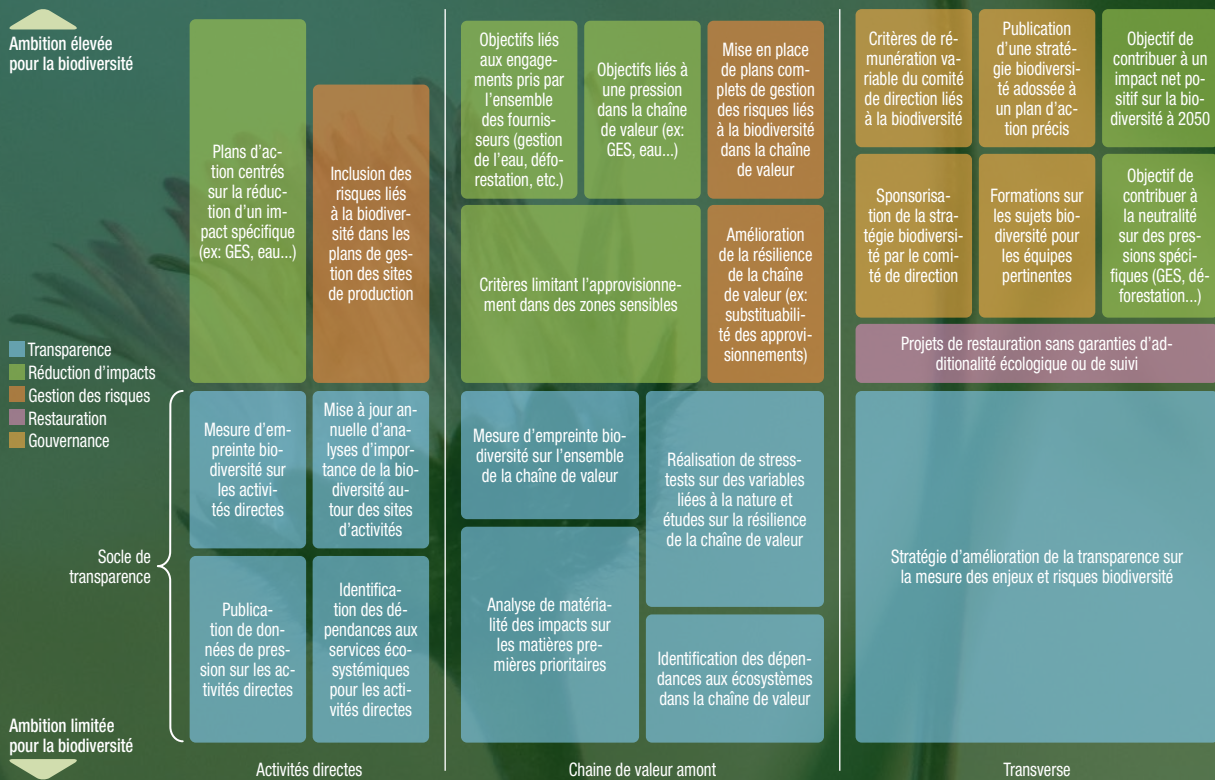 Ambition élevée
pour la biodiversité
Plans d'ac-
tion centrés
sur la réduc-
tion d'un im-
pact spécifique
(ex: GES, eau...)
Inclusion des
risques liés
à la biodiver-
sité dans les
plans de ges-
tion des sites
de production
Objectifs liés
aux engage-
ments pris par
l'ensemble
des fournis-
seurs (gestion
de l'eau, défo-
restation, etc.)
Objectifs liés à
une pression
dans la chaîne
de valeur (ex:
GES, eau...)
Mise en place
de plans com-
plets de gestion
des risques liés
à la biodiversité
dans la chaîne
de valeur
Critères limitant l'approvisionne-
ment dans des zones sensibles
Amélioration
de la résilience
de la chaîne
de valeur (ex:
substituabili-
té des approvi-
sionnements)
Critères de ré-
munération va-
riable du comité
de direction liés
à la biodiversité
Publication
d'une straté-
gie biodiversi-
té adossée à
un plan d'ac-
tion précis
Objectif de
contribuer à un
impact net po-
sitif sur la bio-
diversité à 2050
Sponsorisa-
tion de la stra-
tégie biodiversi-
té par le comi-
té de direction
Formations sur
les sujets bio-
diversité pour
les équipes
pertinentes
Objectif de
contribuer à
la neutralité
sur des pres-
sions spéci-
fiques (GES, dé-
forestation...)
Projets de restauration sans garanties d'ad-
ditionalité écologique ou de suivi
Transparence
Réduction d'impacts
Gestion des risques
Restauration
Gouvernance
Socle de
transparence
Mesure d'em-
preinte bio-
diversité sur
les activi-
tés directes
Mise à jour an-
nuelle d'ana-
lyses d'impor-
tance de la bio-
diversité au-
tour des sites
d'activités
Publica-
tion de don-
nées de pres-
sion sur les ac-
tivités directes
Identifica-
tion des dé-
pendances aux
services éco-
systémiques
pour les acti-
vités directes
Mesure d'empreinte bio-
diversité sur l'ensemble
de la chaîne de valeur
Réalisation de stress-
tests sur des variables
liées à la nature et
études sur la résilience
de la chaîne de valeur
Analyse de matéria-
lité des impacts sur
les matières pre-
mières prioritaires
Identification des dépen-
dances aux écosystèmes
dans la chaîne de valeur
Stratégie d'amélioration de la transparence sur
la mesure des enjeux et risques biodiversité
Ambition limitée
pour la biodiversité
Activités directes
Chaine de valeur amont
Transverse